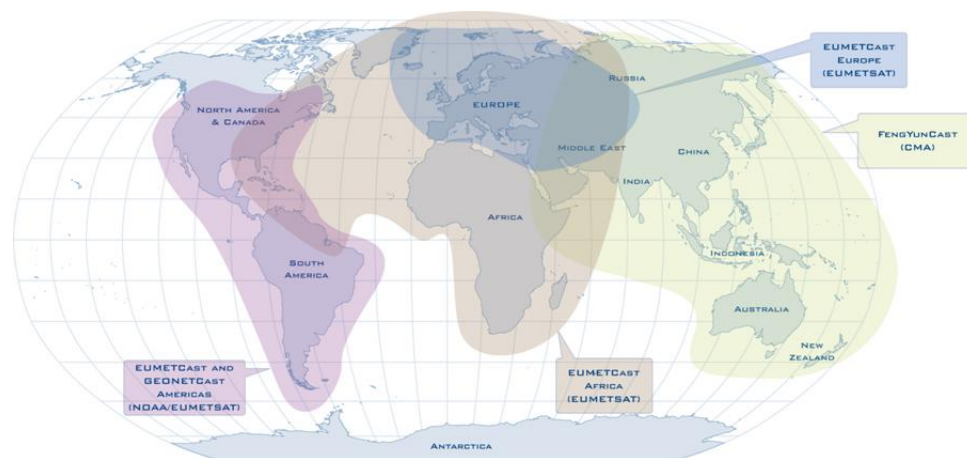 EUMETCast
Europe
(EUMETSAT)
Russia
North America
& Canada
Europe
FengYunCast
(CMA)
Middle East
China
India
Africa
South
America
Indonesia
Australia
New
Zealand
EUMETCast and
GEONETCast
Americas
(NOAA/EUMETSAT)
EUMETCast
Africa
(EUMETSAT)
Antarctica